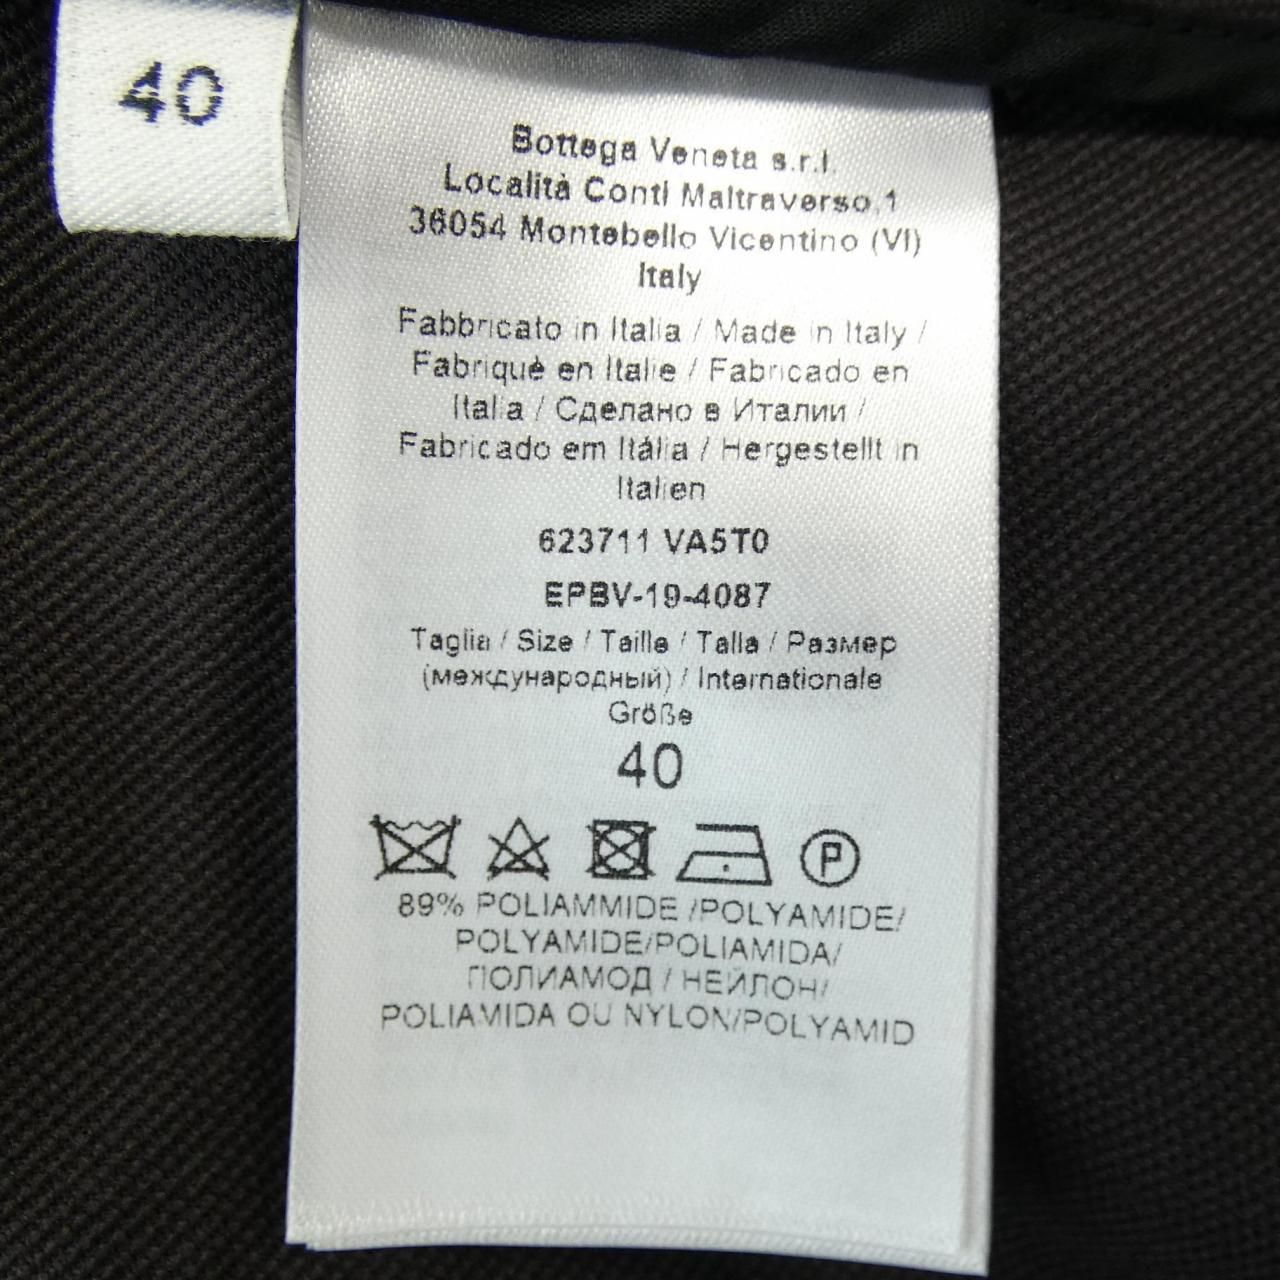 40
Bottega Veneta s.r.l.
Località Conti Maltraverso,1
36054 Montebello Vicentino (VI)
Italy
Fabbricato in Italia / Made in Italy /
Fabriqué en Italie / Fabricado en
Italia / Сделано в Италии /
Fabricado em Itália / Hergestellt in
Italien
623711 VA5T0
EPBV-19-4087
Taglia / Size / Taille / Talla / Размер
(международный) / Internationale
Größe
40
P
89% POLIAMMIDE /POLYAMIDE/
POLYAMIDE/POLIAMIDA/
ПОЛИАМОД / НЕЙЛОН/
POLIAMIDA OU NYLON/POLYAMID